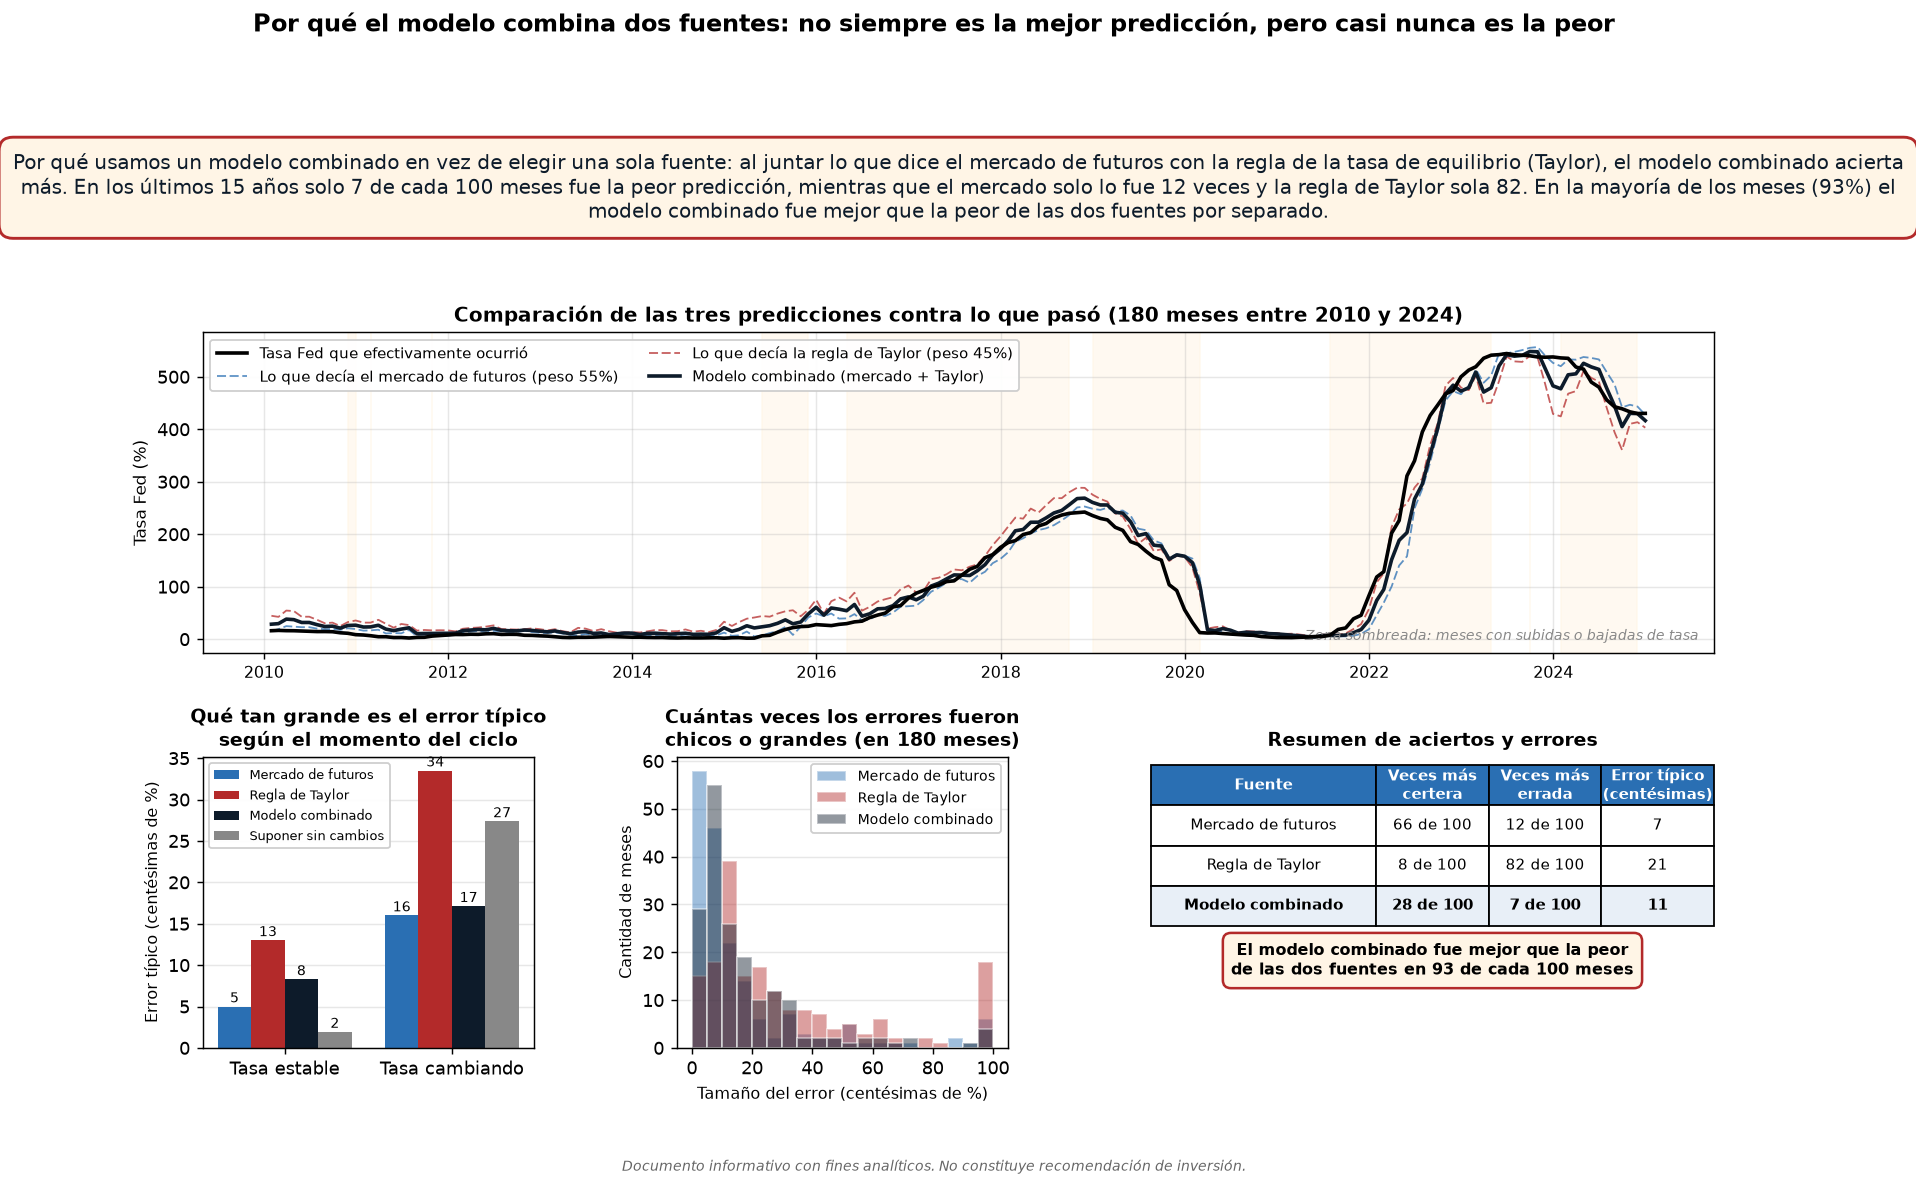 Por qué el modelo combina dos fuentes: no siempre es la mejor predicción, pero casi nunca es la peor
Por qué usamos un modelo combinado en vez de elegir una sola fuente: al juntar lo que dice el mercado de futuros con la regla de la tasa de equilibrio (Taylor), el modelo combinado acierta
más. En los últimos 15 años solo 7 de cada 100 meses fue la peor predicción, mientras que el mercado solo lo fue 12 veces y la regla de Taylor sola 82. En la mayoría de los meses (93%) el
modelo combinado fue mejor que la peor de las dos fuentes por separado.
Comparación de las tres predicciones contra lo que pasó (180 meses entre 2010 y 2024)
Tasa Fed que efectivamente ocurrió
Lo que decía el mercado de futuros (peso 55%)
Lo que decía la regla de Taylor (peso 45%)
Modelo combinado (mercado + Taylor)
Tasa Fed (%)
500
400
300
200
100
0
Zona sombreada: meses con subidas o bajadas de tasa
2010 2012 2014 2016 2018 2020 2022 2024
Qué tan grande es el error típico
según el momento del ciclo
Mercado de futuros
Regla de Taylor
Modelo combinado
Suponer sin cambios
Error típico (centésimas de %)
35
30
25
20
15
10
5
0
5 13 8 2
16 34 17 27
Tasa estable Tasa cambiando
Cuántas veces los errores fueron
chicos o grandes (en 180 meses)
Mercado de futuros
Regla de Taylor
Modelo combinado
Cantidad de meses
60
50
40
30
20
10
0
0 20 40 60 80 100
Tamaño del error (centésimas de %)
Resumen de aciertos y errores
Fuente
Veces más
certera
Veces más
errada
Error típico
(centésimas)
Mercado de futuros 66 de 100 12 de 100 7
Regla de Taylor 8 de 100 82 de 100 21
Modelo combinado 28 de 100 7 de 100 11
El modelo combinado fue mejor que la peor
de las dos fuentes en 93 de cada 100 meses
Documento informativo con fines analíticos. No constituye recomendación de inversión.